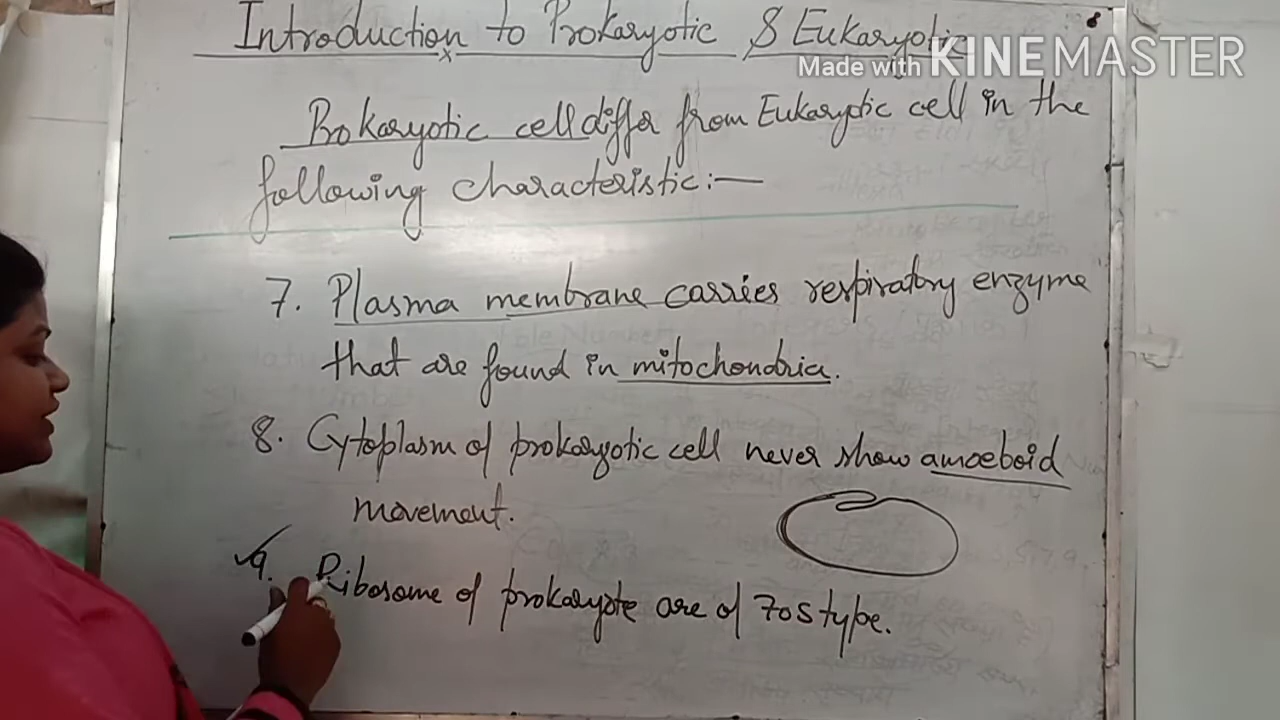 Introduction to Prokaryotic & Eukaryotic
Made with KINEMASTER
Prokaryotic cell differ from Eukaryotic cell in the
following characteristic:—
7. Plasma membrane carries respiratory enzyme
that are found in mitochondria.
8. Cytoplasm of prokaryotic cell never show amoeboid
movement.
9. Ribosome of prokaryote are of 70s type.